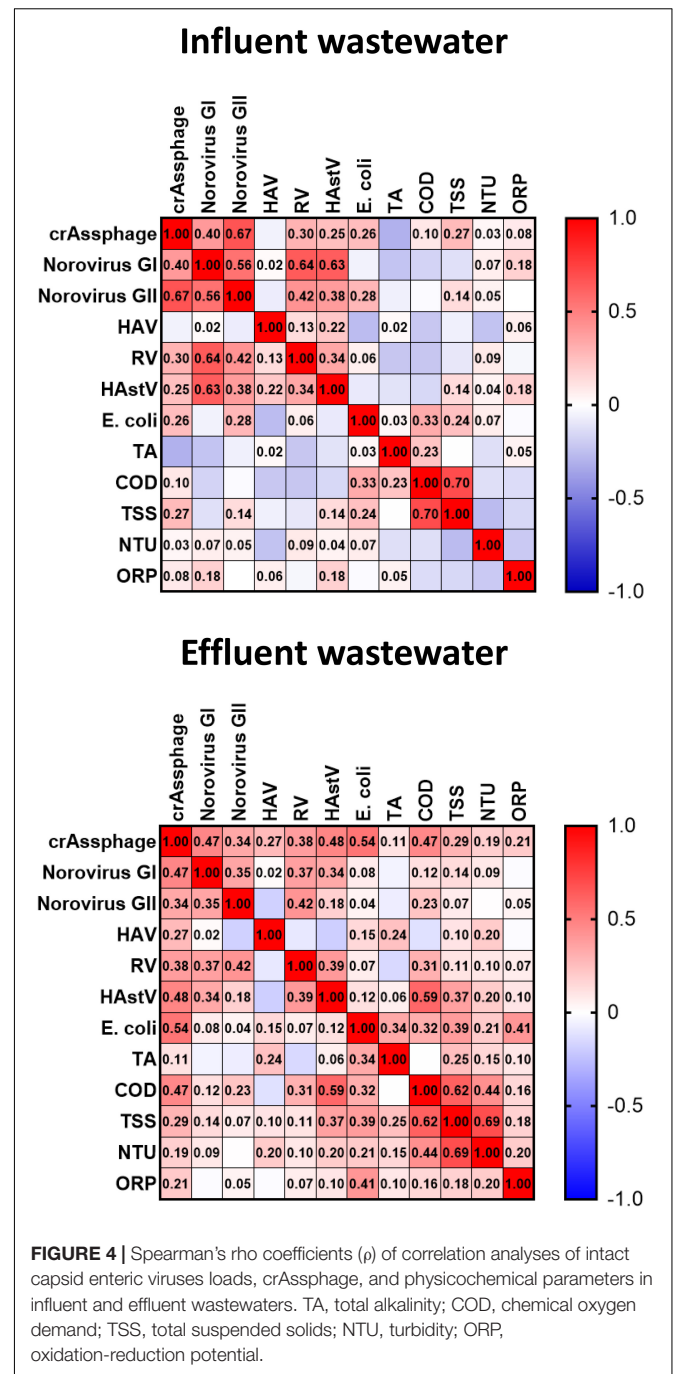 Influent wastewater
crAssphage
Norovirus GI
Norovirus GII
HAV
RV
HAstV
E. coli
TA
COD
TSS
NTU
ORP
crAssphage 1.00 0.40 0.67 0.30 0.25 0.26 0.10 0.27 0.03 0.08
Norovirus GI 0.40 1.00 0.56 0.02 0.64 0.63 0.07 0.18
Norovirus GII 0.67 0.56 1.00 0.42 0.38 0.28 0.14 0.05
HAV 0.02 1.00 0.13 0.22 0.02 0.06
RV 0.30 0.64 0.42 0.13 1.00 0.34 0.06 0.09
HAstV 0.25 0.63 0.38 0.22 0.34 1.00 0.14 0.04 0.18
E. coli 0.26 0.28 0.06 1.00 0.03 0.33 0.24 0.07
TA 0.02 0.03 1.00 0.23 0.05
COD 0.10 0.33 0.23 1.00 0.70
TSS 0.27 0.14 0.14 0.24 0.70 1.00
NTU 0.03 0.07 0.05 0.09 0.04 0.07 1.00
ORP 0.08 0.18 0.06 0.18 0.05 1.00
1.0
0.5
0
-0.5
-1.0
Effluent wastewater
crAssphage
Norovirus GI
Norovirus GII
HAV
RV
HAstV
E. coli
TA
COD
TSS
NTU
ORP
crAssphage 1.00 0.47 0.34 0.27 0.38 0.48 0.54 0.11 0.47 0.29 0.19 0.21
Norovirus GI 0.47 1.00 0.35 0.02 0.37 0.34 0.08 0.12 0.14 0.09
Norovirus GII 0.34 0.35 1.00 0.42 0.18 0.04 0.23 0.07 0.05
HAV 0.27 0.02 1.00 0.15 0.24 0.10 0.20
RV 0.38 0.37 0.42 1.00 0.39 0.07 0.31 0.11 0.10 0.07
HAstV 0.48 0.34 0.18 0.39 1.00 0.12 0.06 0.59 0.37 0.20 0.10
E. coli 0.54 0.08 0.04 0.15 0.07 0.12 1.00 0.34 0.32 0.39 0.21 0.41
TA 0.11 0.24 0.06 0.34 1.00 0.25 0.15 0.10
COD 0.47 0.12 0.23 0.31 0.59 0.32 1.00 0.62 0.44 0.16
TSS 0.29 0.14 0.07 0.10 0.11 0.37 0.39 0.25 0.62 1.00 0.69 0.18
NTU 0.19 0.09 0.20 0.10 0.20 0.21 0.15 0.44 0.69 1.00 0.20
ORP 0.21 0.05 0.07 0.10 0.41 0.10 0.16 0.18 0.20 1.00
1.0
0.5
0
-0.5
-1.0
FIGURE 4 | Spearman's rho coefficients (ρ) of correlation analyses of intact
capsid enteric viruses loads, crAssphage, and physicochemical parameters in
influent and effluent wastewaters. TA, total alkalinity; COD, chemical oxygen
demand; TSS, total suspended solids; NTU, turbidity; ORP,
oxidation-reduction potential.